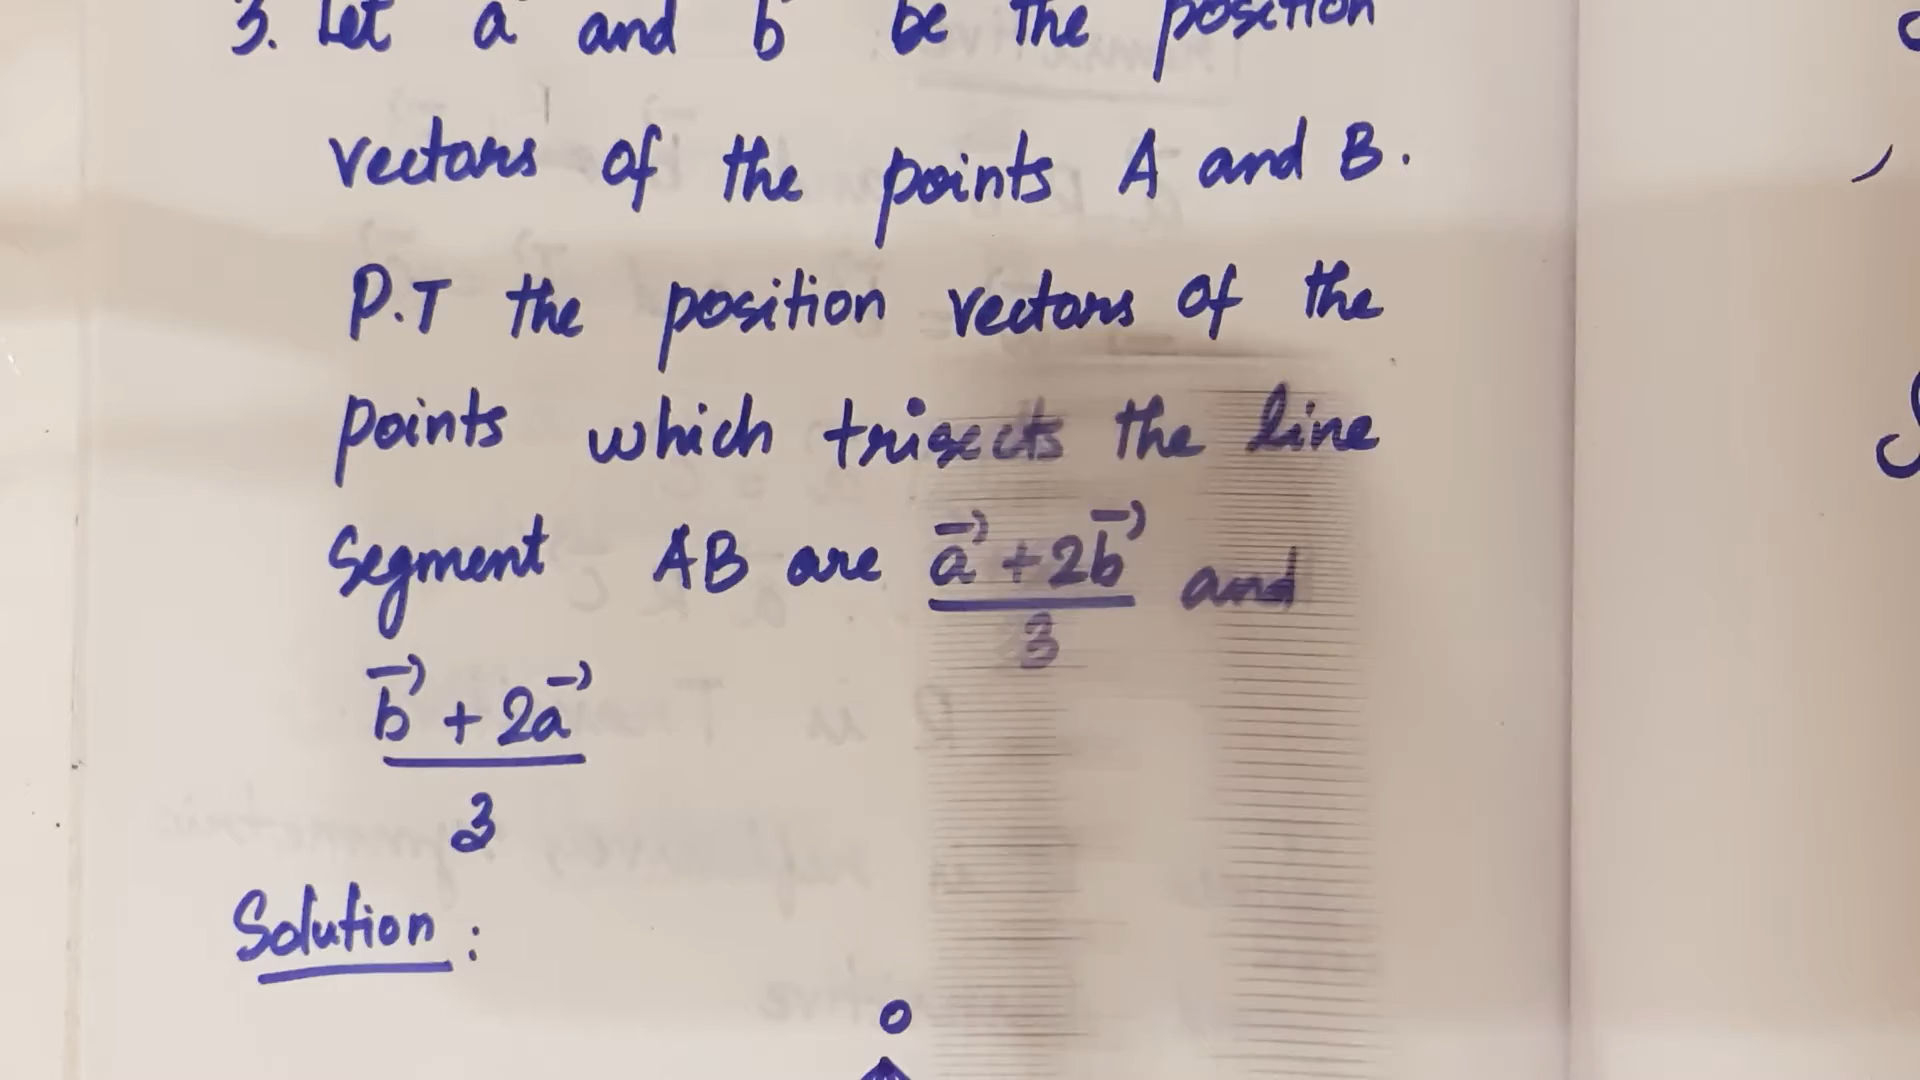 3. Let a and b be the position
vectors of the points A and B.
P.T the position vectors of the
points which trisects the line
Segment AB are (a⃗ + 2b⃗)/3 and
(b⃗ + 2a⃗)/3
Solution :
O